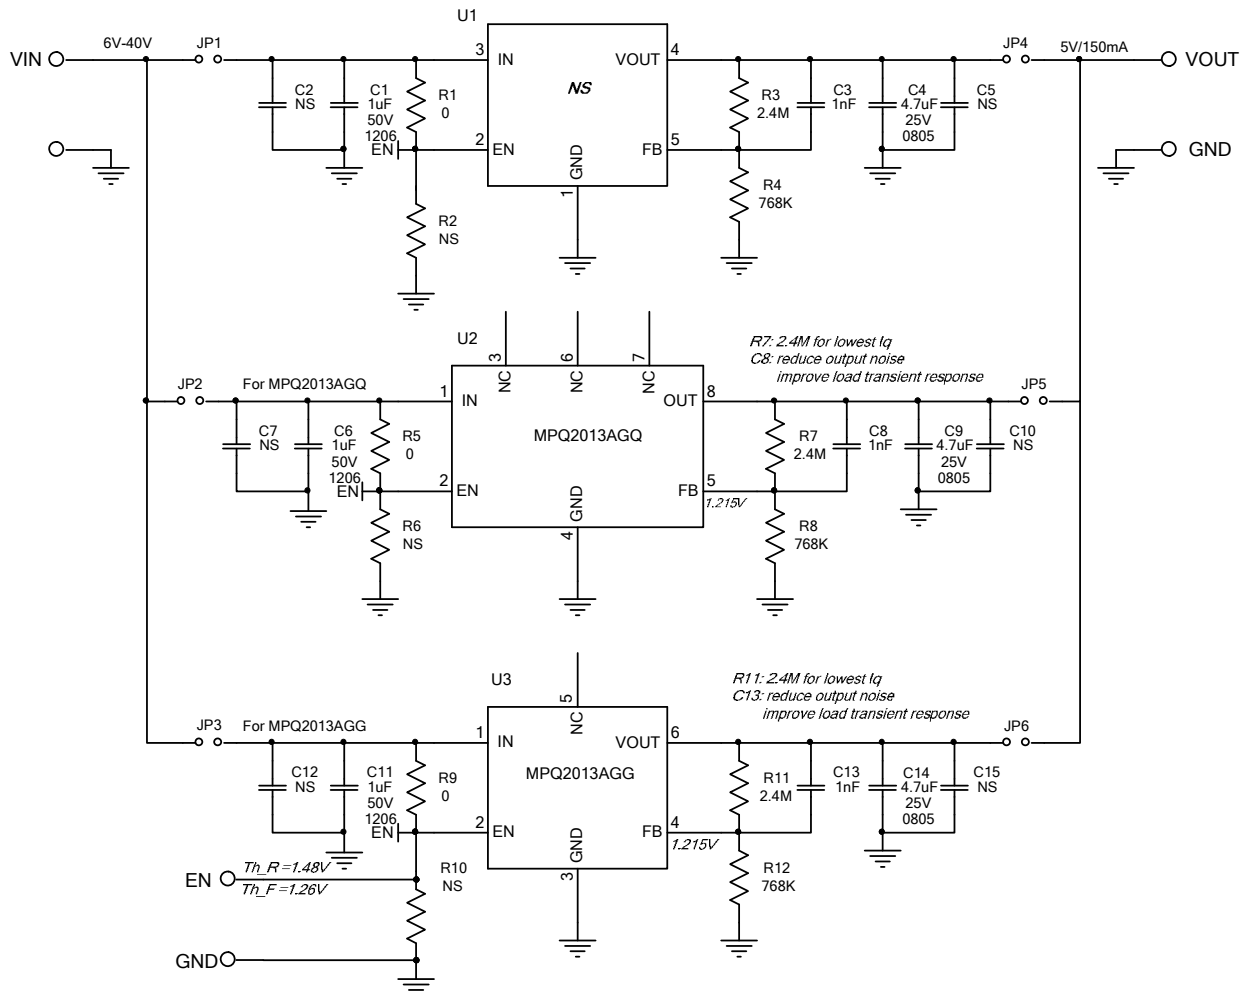 U1
VIN
6V-40V
JP1
3
IN
VOUT
4
JP4
5V/150mA
VOUT
NS
C2
NS
C1
1uF
50V
1206
R1
0
R3
2.4M
C3
1nF
C4
4.7uF
25V
0805
C5
NS
EN
2
EN
GND
1
FB
5
GND
R4
768K
R2
NS
U2
3
NC
6
NC
7
NC
R7: 2.4M for lowest Iq
C8: reduce output noise
improve load transient response
JP2
For MPQ2013AGQ
1
IN
OUT
8
JP5
MPQ2013AGQ
C7
NS
C6
1uF
50V
1206
R5
0
R7
2.4M
C8
1nF
C9
4.7uF
25V
0805
C10
NS
EN
2
EN
GND
4
FB
5
1.215V
R6
NS
R8
768K
U3
5
NC
R11: 2.4M for lowest Iq
C13: reduce output noise
improve load transient response
JP3
For MPQ2013AGG
1
IN
VOUT
6
JP6
MPQ2013AGG
C12
NS
C11
1uF
50V
1206
R9
0
R11
2.4M
C13
1nF
C14
4.7uF
25V
0805
C15
NS
EN
2
EN
GND
3
FB
4
1.215V
EN
Th_R=1.48V
Th_F=1.26V
R10
NS
R12
768K
GND